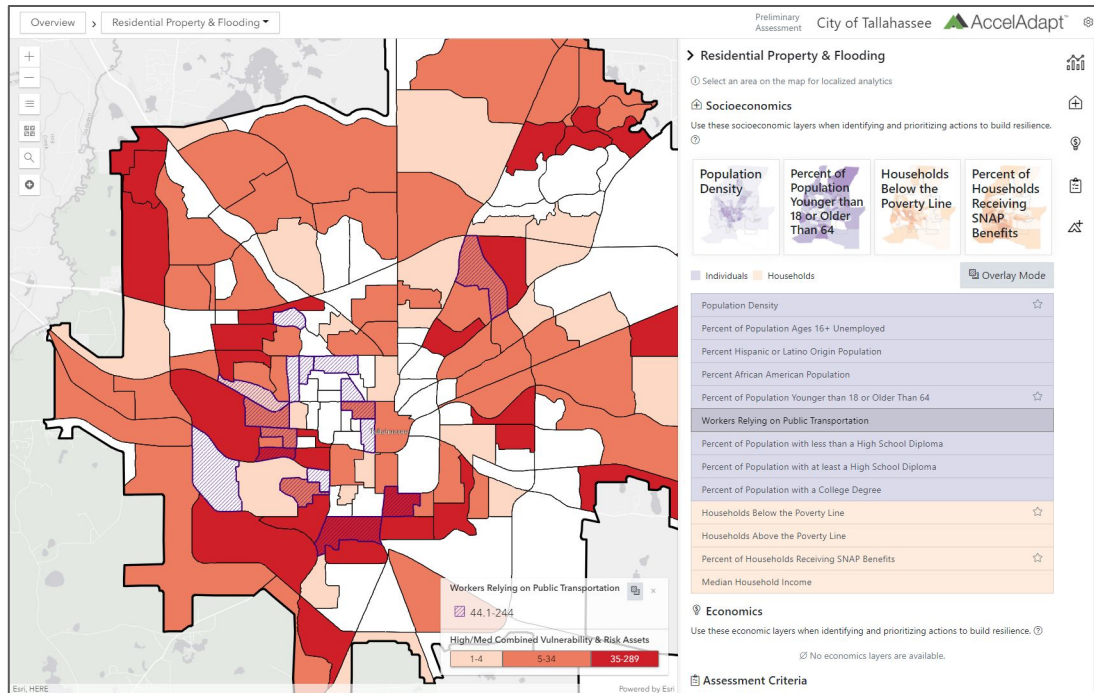 Overview > Residential Property & Flooding
Preliminary Assessment City of Tallahassee AccelAdapt™
Tallahassee
Workers Relying on Public Transportation
44.1-244
High/Med Combined Vulnerability & Risk Assets
1-4 5-34 35-289
Esri, HERE
Powered by Esri
Residential Property & Flooding
Select an area on the map for localized analytics
Socioeconomics
Use these socioeconomic layers when identifying and prioritizing actions to build resilience.
Population
Density
Percent of
Population
Younger than
18 or Older
Than 64
Households
Below the
Poverty Line
Percent of
Households
Receiving
SNAP
Benefits
Individuals Households
Overlay Mode
Population Density
Percent of Population Ages 16+ Unemployed
Percent Hispanic or Latino Origin Population
Percent African American Population
Percent of Population Younger than 18 or Older Than 64
Workers Relying on Public Transportation
Percent of Population with less than a High School Diploma
Percent of Population with at least a High School Diploma
Percent of Population with a College Degree
Households Below the Poverty Line
Households Above the Poverty Line
Percent of Households Receiving SNAP Benefits
Median Household Income
Economics
Use these economic layers when identifying and prioritizing actions to build resilience.
No economics layers are available.
Assessment Criteria